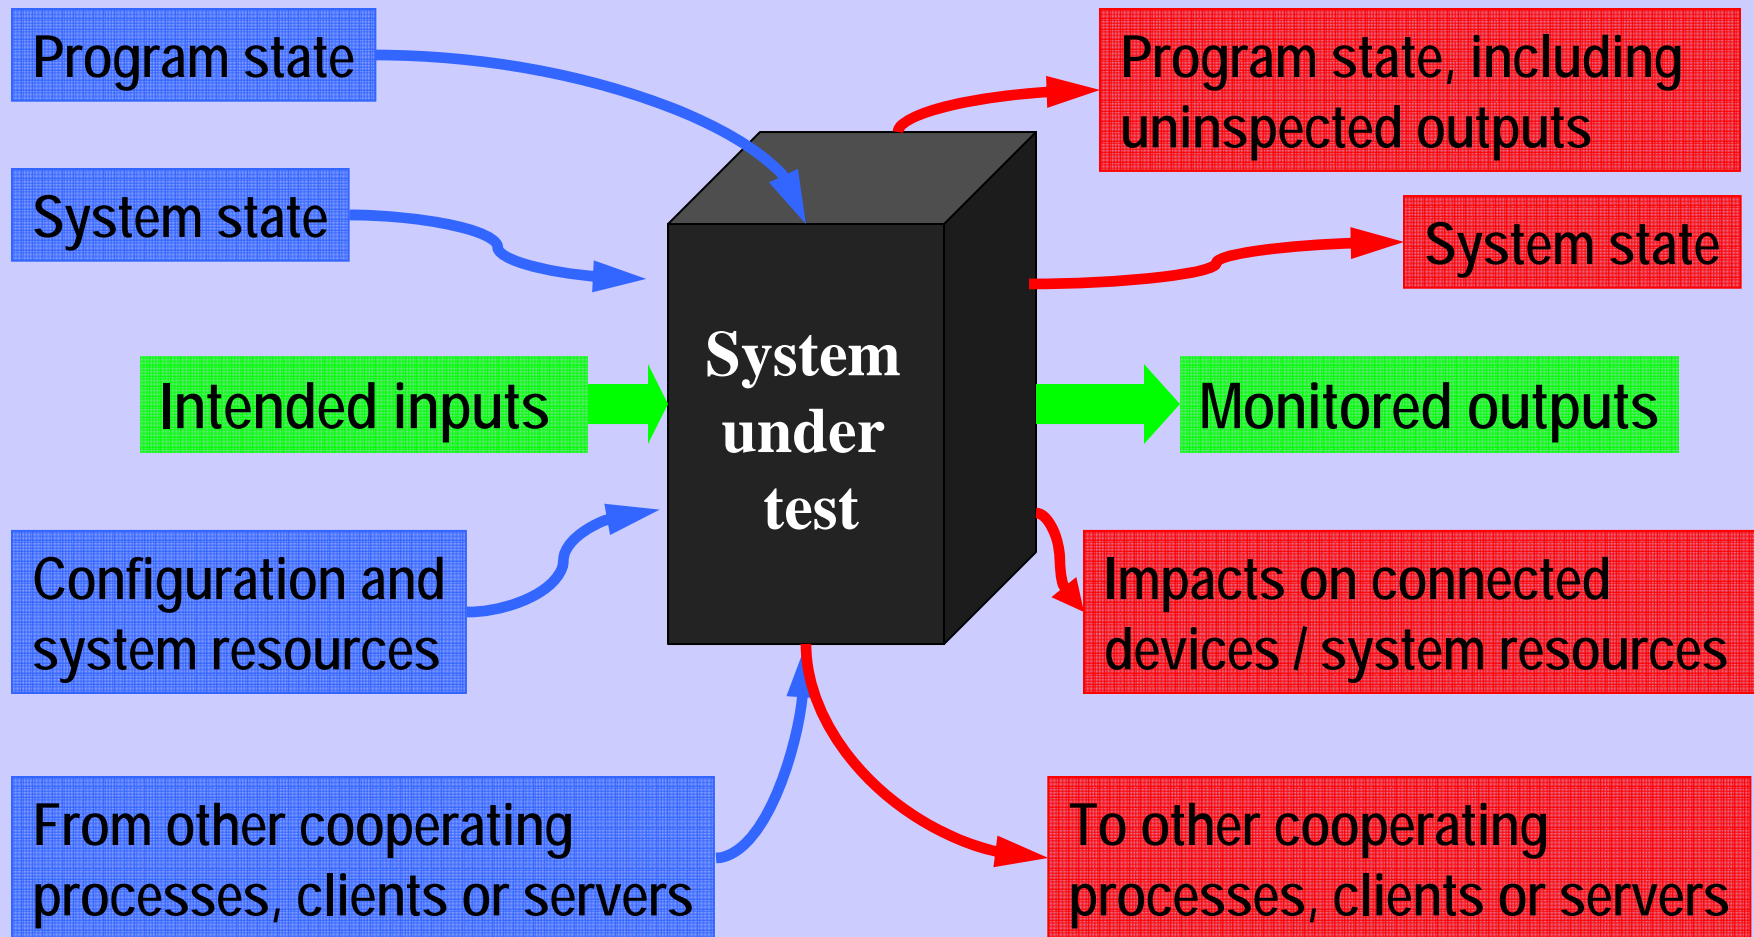 Program state
Program state, including
uninspected outputs
System state
System state
System
under
test
Intended inputs
Monitored outputs
Configuration and
system resources
Impacts on connected
devices / system resources
From other cooperating
processes, clients or servers
To other cooperating
processes, clients or servers